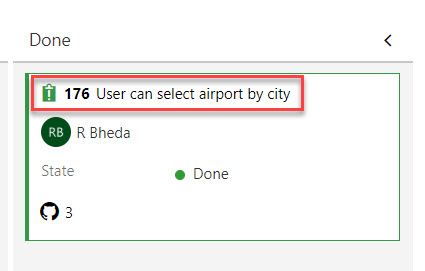 Done
176 User can select airport by city
RB R Bheda
State Done
3